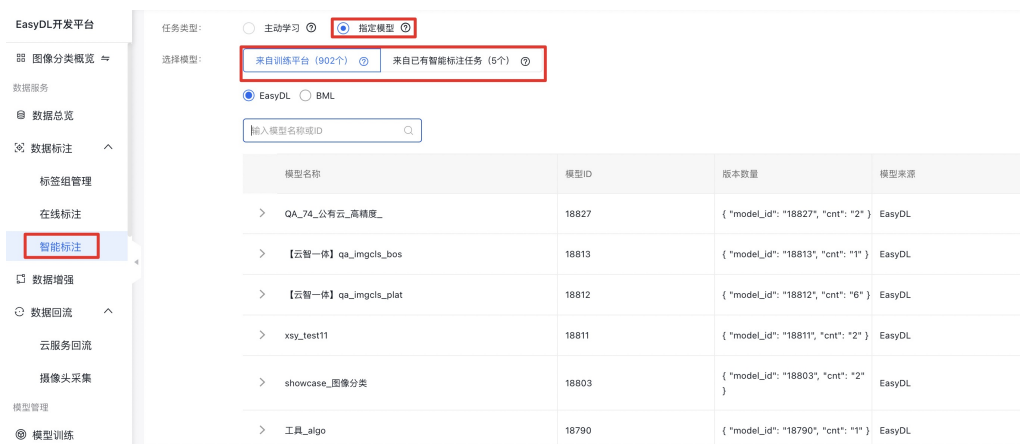 EasyDL开发平台
图像分类概览
数据服务
数据总览
数据标注
标签组管理
在线标注
智能标注
数据增强
数据回流
云服务回流
摄像头采集
模型管理
模型训练
任务类型: 主动学习 指定模型
选择模型: 来自训练平台（902个） 来自已有智能标注任务（5个）
EasyDL BML
输入模型名称或ID
模型名称 模型ID 版本数量 模型来源
QA_74_公有云_高精度_ 18827 { "model_id": "18827", "cnt": "2" } EasyDL
【云智一体】qa_imgcls_bos 18813 { "model_id": "18813", "cnt": "1" } EasyDL
【云智一体】qa_imgcls_plat 18812 { "model_id": "18812", "cnt": "6" } EasyDL
xsy_test11 18811 { "model_id": "18811", "cnt": "2" } EasyDL
showcase_图像分类 18803 { "model_id": "18803", "cnt": "2" EasyDL
}
工具_algo 18790 { "model_id": "18790", "cnt": "1" } EasyDL